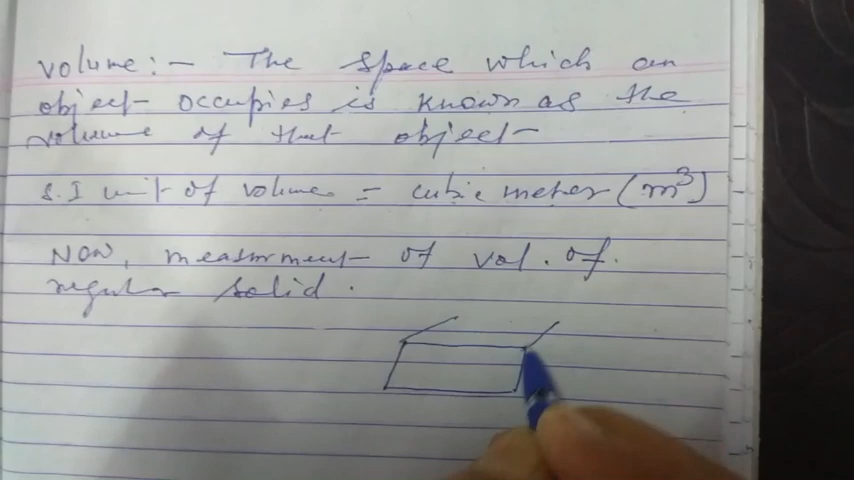 volume:- The space which an
object occupies is known as the
volume of that object-
S.I unit of volume = cubic meter (m³)
Now, measurment of vol. of.
regular solid.